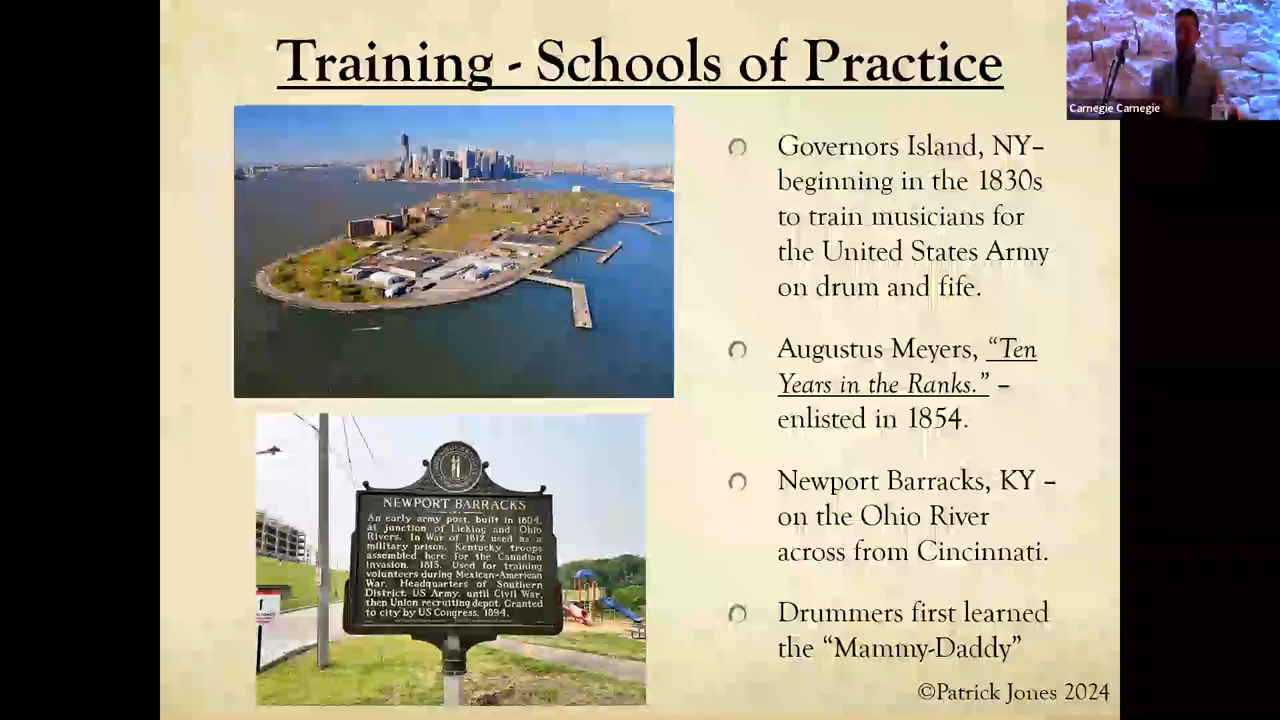 Training - Schools of Practice
Carnegie Carnegie
Governors Island, NY–
beginning in the 1830s
to train musicians for
the United States Army
on drum and fife.
Augustus Meyers, “Ten
Years in the Ranks.” –
enlisted in 1854.
Newport Barracks, KY –
on the Ohio River
across from Cincinnati.
Drummers first learned
the “Mammy-Daddy”
NEWPORT BARRACKS
An early army post, built in 1804,
at junction of Licking and Ohio
Rivers. In War of 1812 used as a
military prison. Kentucky troops
assembled here for the Canadian
invasion, 1813. Used for training
volunteers during Mexican-American
War. Headquarters of Southern
District, US Army, until Civil War,
then Union recruiting depot. Granted
to city by US Congress, 1894.
©Patrick Jones 2024